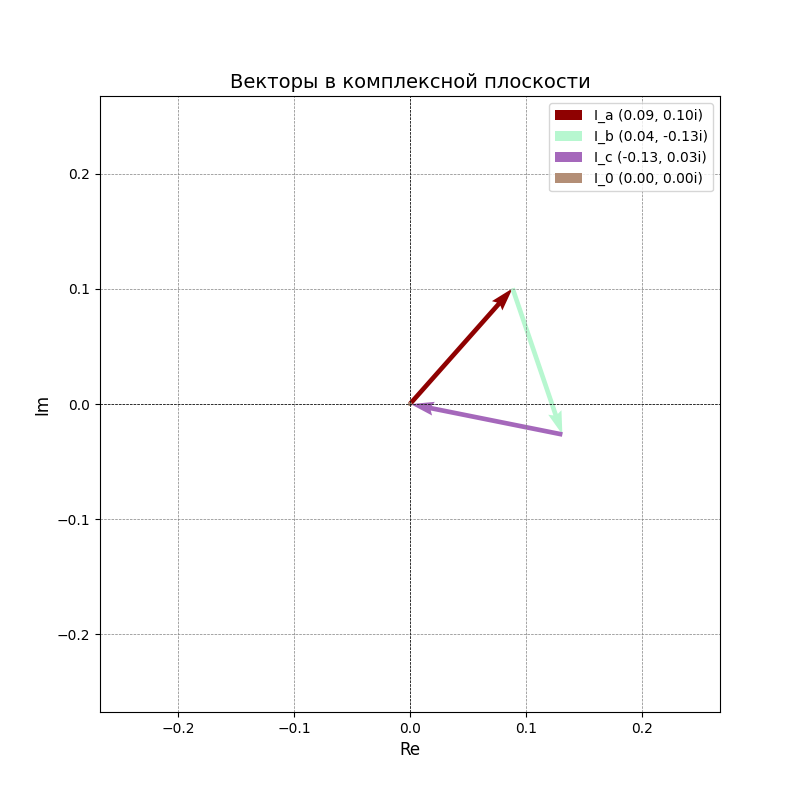 Векторы в комплексной плоскости
I_a (0.09, 0.10i)
I_b (0.04, -0.13i)
I_c (-0.13, 0.03i)
I_0 (0.00, 0.00i)
0.2
0.1
0.0
−0.1
−0.2
Im
−0.2 −0.1 0.0 0.1 0.2
Re